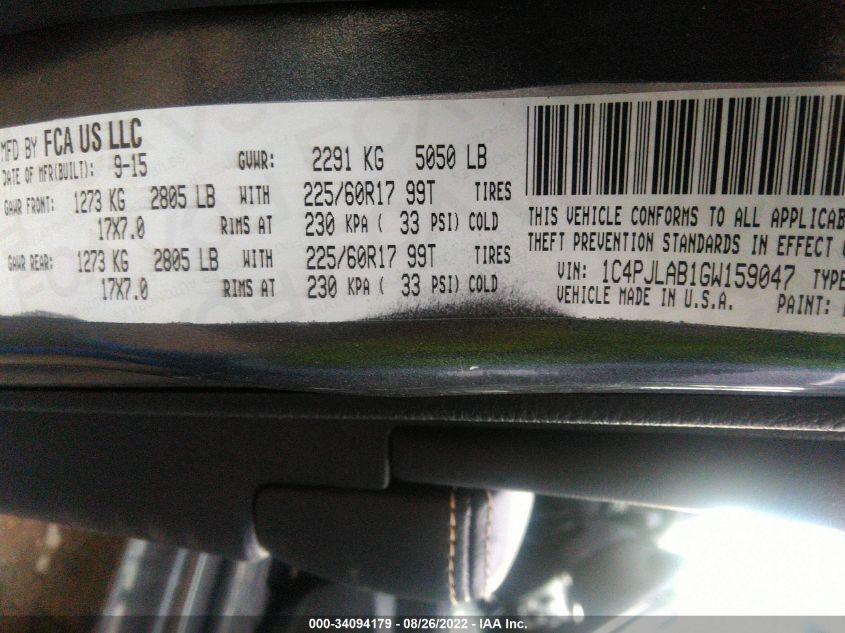 MFD BY FCA US LLC
DATE OF MFR(BUILT): 9-15 GVWR: 2291 KG 5050 LB
GAWR FRONT: 1273 KG 2805 LB WITH 225/60R17 99T TIRES
17X7.0 RIMS AT 230 KPA ( 33 PSI) COLD
GAWR REAR: 1273 KG 2805 LB WITH 225/60R17 99T TIRES
17X7.0 RIMS AT 230 KPA ( 33 PSI) COLD
THIS VEHICLE CONFORMS TO ALL APPLICAB
THEFT PREVENTION STANDARDS IN EFFECT
VIN: 1C4PJLAB1GW159047 TYPE
VEHICLE MADE IN U.S.A. PAINT:
000-34094179 - 08/26/2022 - IAA Inc.